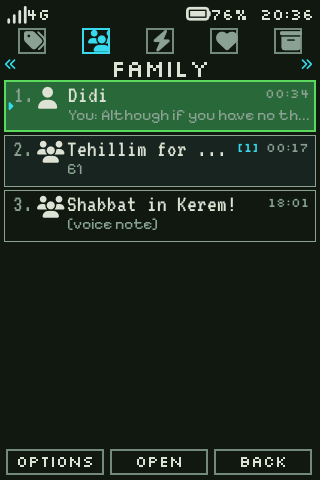 4G 76% 20:36
« FAMILY »
1. Didi 00:34
You: Although if you have no th...
2. Tehillim for ... [1] 00:17
61
3. Shabbat in Kerem! 18:01
(voice note)
OPTIONS OPEN BACK